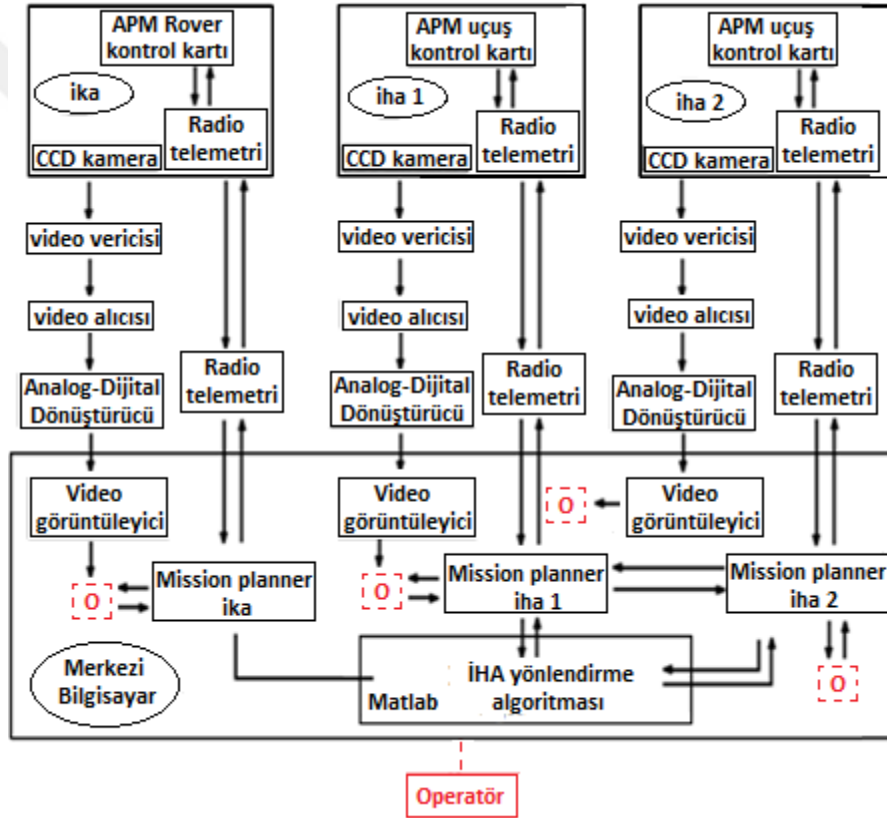 APM Rover
kontrol kartı
ika
Radio
telemetri
CCD kamera
APM uçuş
kontrol kartı
iha 1
Radio
telemetri
CCD kamera
APM uçuş
kontrol kartı
iha 2
Radio
telemetri
CCD kamera
video vericisi
video vericisi
video vericisi
video alıcısı
video alıcısı
video alıcısı
Analog-Dijital
Dönüştürücü
Radio
telemetri
Analog-Dijital
Dönüştürücü
Radio
telemetri
Analog-Dijital
Dönüştürücü
Radio
telemetri
Video
görüntüleyici
Video
görüntüleyici
O
Video
görüntüleyici
O
Mission planner
ika
O
Mission planner
iha 1
Mission planner
iha 2
Merkezi
Bilgisayar
Matlab
İHA yönlendirme
algoritması
O
Operatör